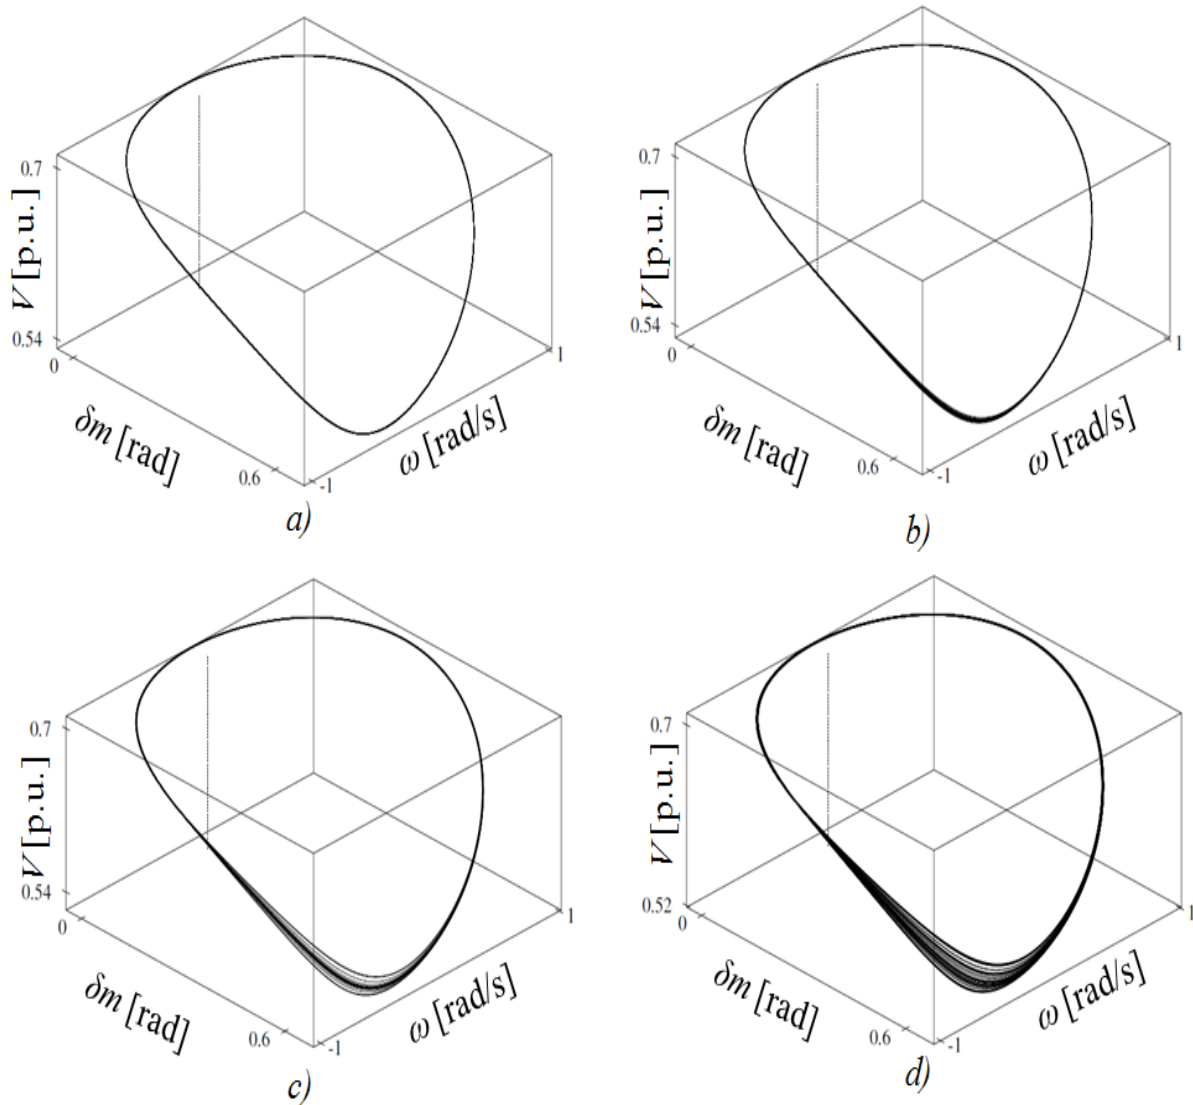 0.7
V [p.u.]
0.54
0
δm [rad]
0.6
-1
ω [rad/s]
1
a)
0.7
V [p.u.]
0.54
0
δm [rad]
0.6
-1
ω [rad/s]
1
b)
0.7
V [p.u.]
0.54
0
δm [rad]
0.6
-1
ω [rad/s]
1
c)
0.7
V [p.u.]
0.52
0
δm [rad]
0.6
-1
ω [rad/s]
1
d)